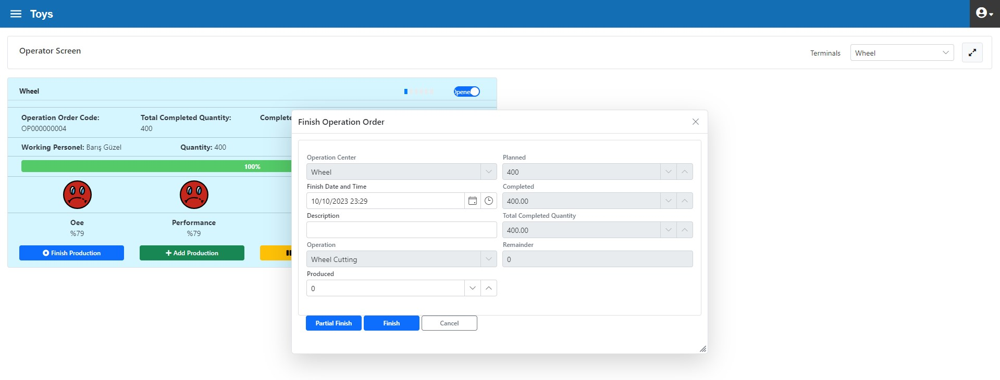 Toys
Operator Screen
Terminals Wheel
Wheel
Opene
Operation Order Code: Total Completed Quantity: Complete
OP000000004 400
Working Personel: Barış Güzel Quantity: 400
100%
Oee Performance
%79 %79
Finish Production Add Production
Finish Operation Order
Operation Center Planned
Wheel 400
Finish Date and Time Completed
10/10/2023 23:29 400.00
Description Total Completed Quantity
400.00
Operation Remainder
Wheel Cutting 0
Produced
0
Partial Finish Finish Cancel